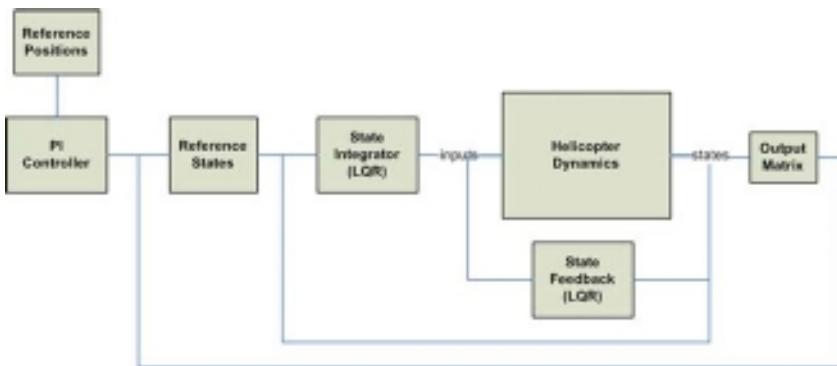 Reference
Positions
PI
Controller
Reference
States
State
Integrator
(LQR)
inputs
Helicopter
Dynamics
states
Output
Matrix
State
Feedback
(LQR)